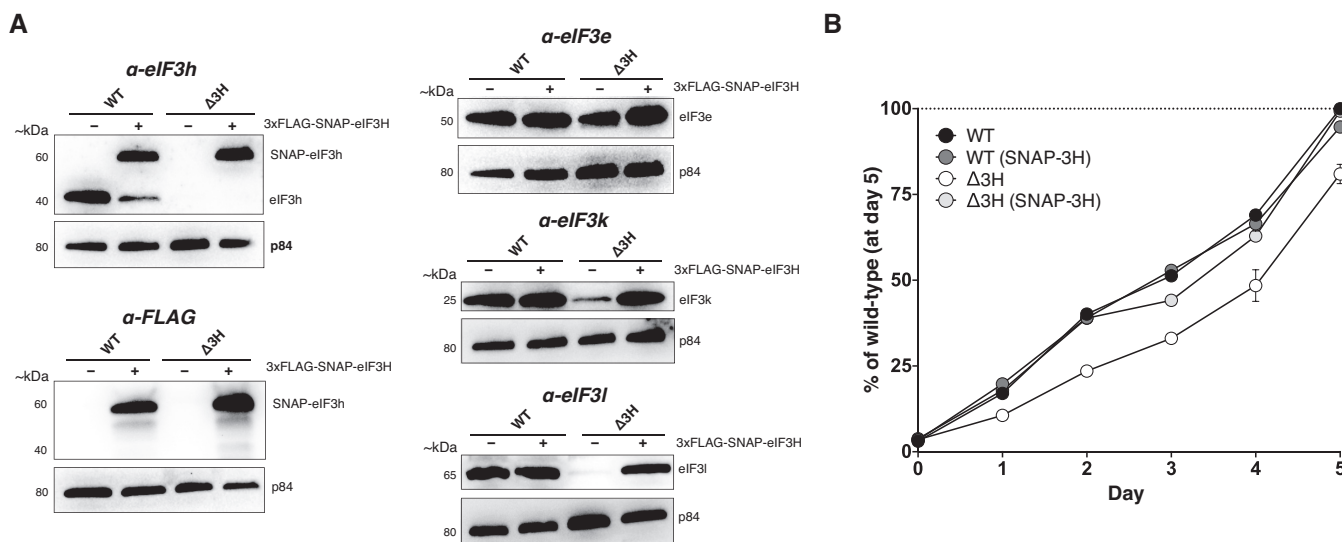 A
α-eIF3h
WT Δ3H
~kDa − + − + 3xFLAG-SNAP-eIF3H
60 SNAP-eIF3h
40 eIF3h
80 p84
α-FLAG
WT Δ3H
~kDa − + − + 3xFLAG-SNAP-eIF3H
60 SNAP-eIF3h
40
80 p84
α-eIF3e
WT Δ3H
~kDa − + − + 3xFLAG-SNAP-eIF3H
50 eIF3e
80 p84
α-eIF3k
WT Δ3H
~kDa − + − + 3xFLAG-SNAP-eIF3H
25 eIF3k
80 p84
α-eIF3l
WT Δ3H
~kDa − + − + 3xFLAG-SNAP-eIF3H
65 eIF3l
80 p84
B
% of wild-type (at day 5)
100
75
50
25
0
WT
WT (SNAP-3H)
Δ3H
Δ3H (SNAP-3H)
0 1 2 3 4 5
Day